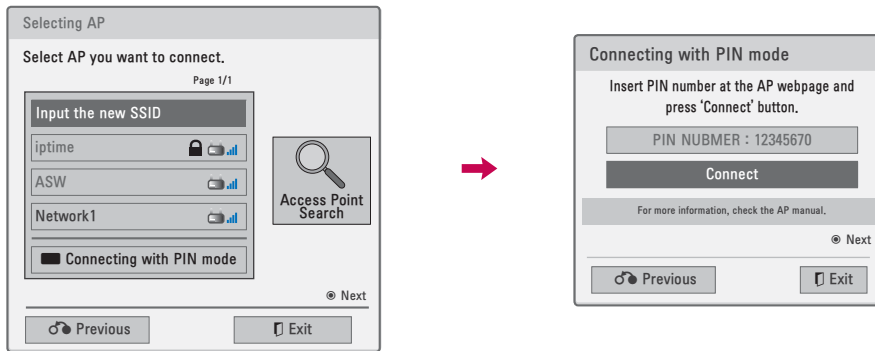 Selecting AP
Select AP you want to connect.
Page 1/1
Input the new SSID
iptime
ASW
Network1
Connecting with PIN mode
Access Point
Search
Next
Previous
Exit
Connecting with PIN mode
Insert PIN number at the AP webpage and
press ‘Connect’ button.
PIN NUBMER : 12345670
Connect
For more information, check the AP manual.
Next
Previous
Exit